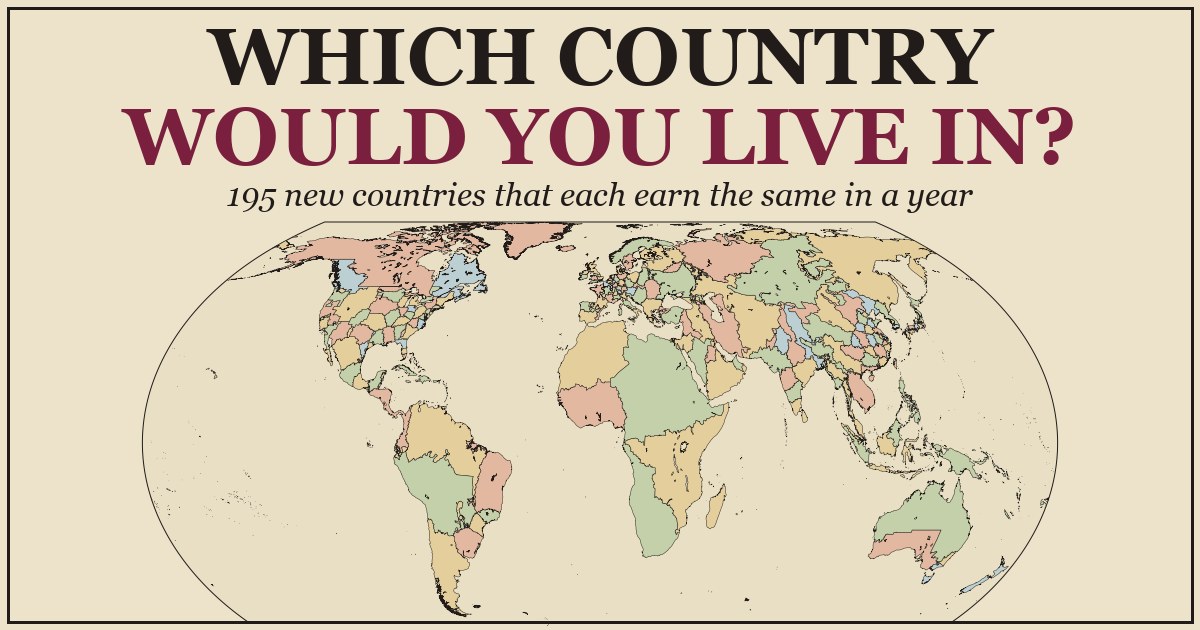 WHICH COUNTRY
WOULD YOU LIVE IN?
195 new countries that each earn the same in a year